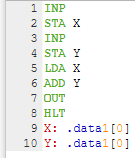 1 INP
2 STA X
3 INP
4 STA Y
5 LDA X
6 ADD Y
7 OUT
8 HLT
9 X: .data1[0]
10 Y: .data1[0]